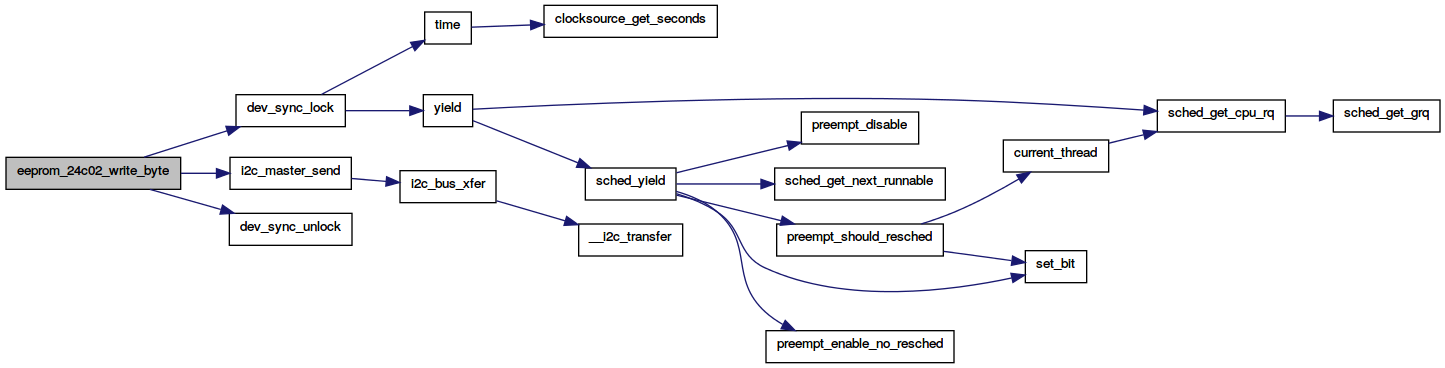 time
clocksource_get_seconds
dev_sync_lock
yield
sched_get_cpu_rq
sched_get_grq
preempt_disable
current_thread
eeprom_24c02_write_byte
i2c_master_send
i2c_bus_xfer
sched_yield
sched_get_next_runnable
dev_sync_unlock
__i2c_transfer
preempt_should_resched
set_bit
preempt_enable_no_resched